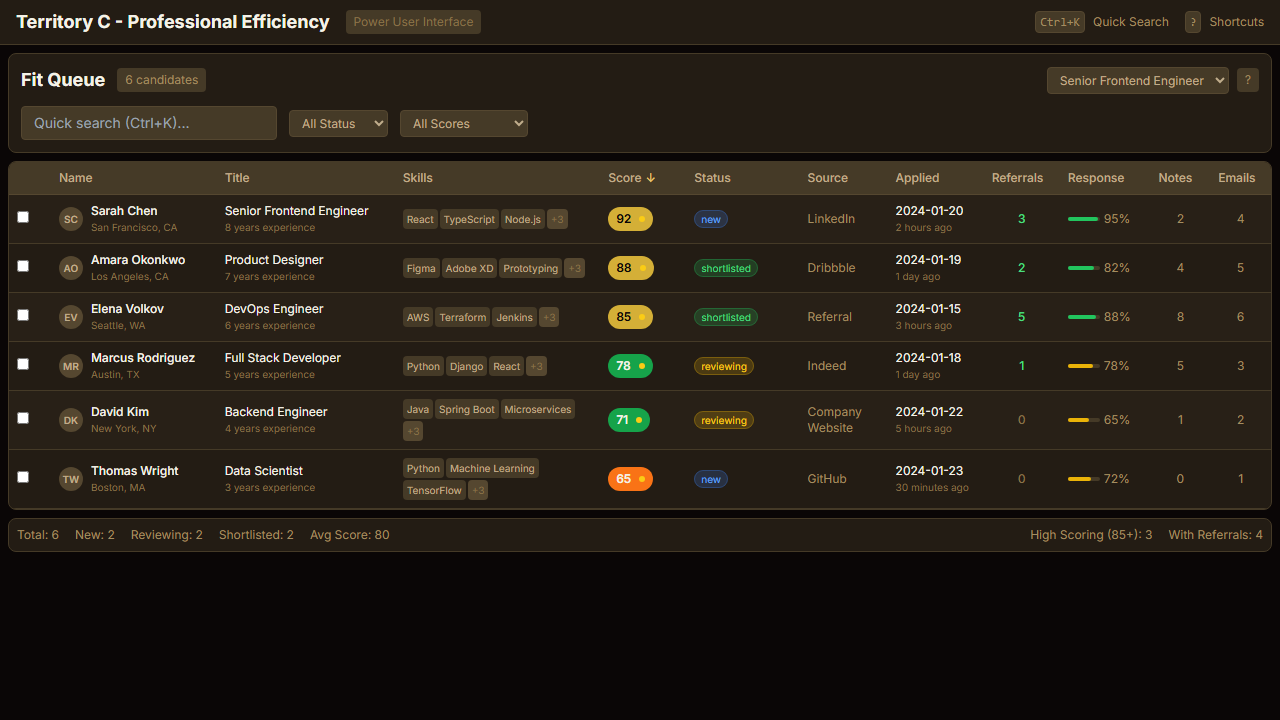 Territory C - Professional Efficiency Power User Interface Ctrl+K Quick Search ? Shortcuts
Fit Queue 6 candidates Senior Frontend Engineer ?
Quick search (Ctrl+K)... All Status All Scores
Name Title Skills Score ↓ Status Source Applied Referrals Response Notes Emails
SC Sarah Chen Senior Frontend Engineer React TypeScript Node.js +3 92 new LinkedIn 2024-01-20 3 95% 2 4
San Francisco, CA 8 years experience 2 hours ago
AO Amara Okonkwo Product Designer Figma Adobe XD Prototyping +3 88 shortlisted Dribbble 2024-01-19 2 82% 4 5
Los Angeles, CA 7 years experience 1 day ago
EV Elena Volkov DevOps Engineer AWS Terraform Jenkins +3 85 shortlisted Referral 2024-01-15 5 88% 8 6
Seattle, WA 6 years experience 3 hours ago
MR Marcus Rodriguez Full Stack Developer Python Django React +3 78 reviewing Indeed 2024-01-18 1 78% 5 3
Austin, TX 5 years experience 1 day ago
DK David Kim Backend Engineer Java Spring Boot Microservices 71 reviewing Company 2024-01-22 0 65% 1 2
New York, NY 4 years experience +3 Website 5 hours ago
TW Thomas Wright Data Scientist Python Machine Learning 65 new GitHub 2024-01-23 0 72% 0 1
Boston, MA 3 years experience TensorFlow +3 30 minutes ago
Total: 6 New: 2 Reviewing: 2 Shortlisted: 2 Avg Score: 80 High Scoring (85+): 3 With Referrals: 4